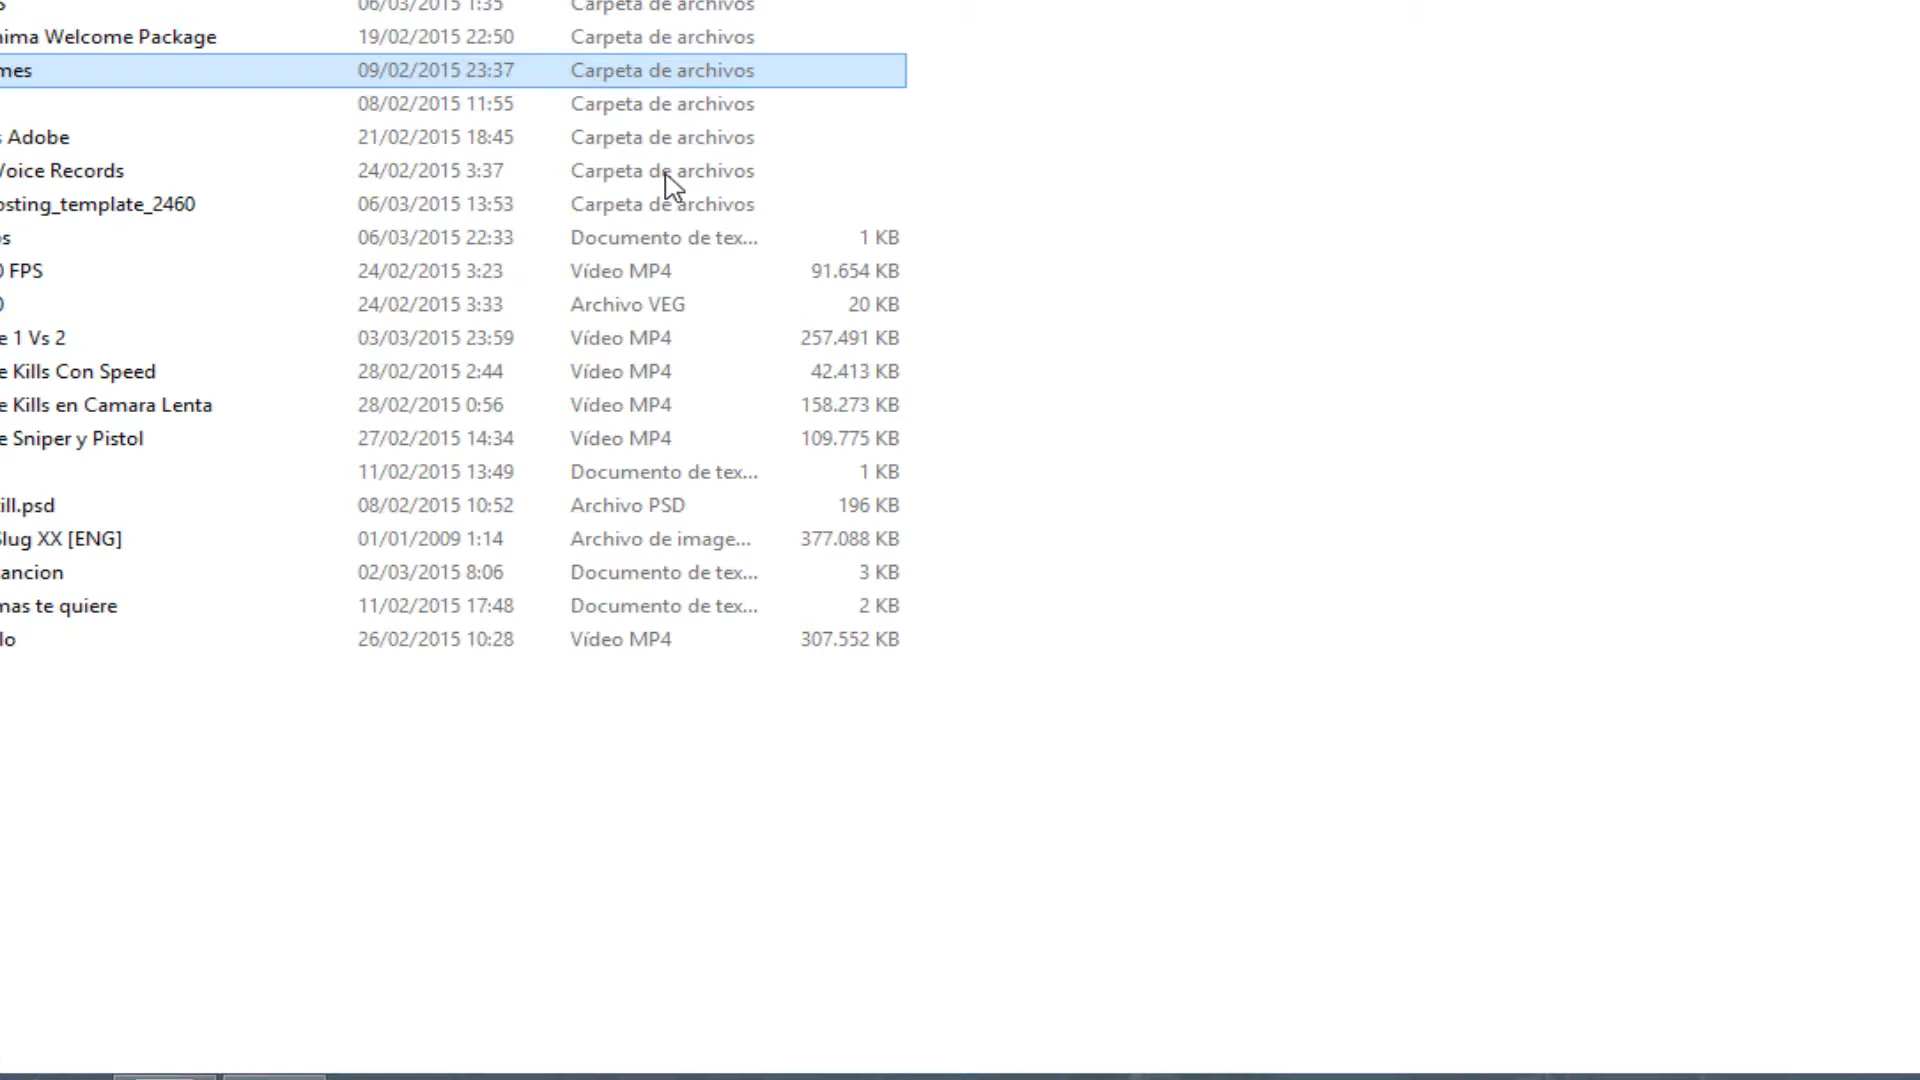 06/03/2015 1:35 Carpeta de archivos
nima Welcome Package 19/02/2015 22:50 Carpeta de archivos
mes 09/02/2015 23:37 Carpeta de archivos
08/02/2015 11:55 Carpeta de archivos
s Adobe 21/02/2015 18:45 Carpeta de archivos
Voice Records 24/02/2015 3:37 Carpeta de archivos
osting_template_2460 06/03/2015 13:53 Carpeta de archivos
os 06/03/2015 22:33 Documento de tex... 1 KB
0 FPS 24/02/2015 3:23 Vídeo MP4 91.654 KB
0 24/02/2015 3:33 Archivo VEG 20 KB
e 1 Vs 2 03/03/2015 23:59 Vídeo MP4 257.491 KB
e Kills Con Speed 28/02/2015 2:44 Vídeo MP4 42.413 KB
e Kills en Camara Lenta 28/02/2015 0:56 Vídeo MP4 158.273 KB
e Sniper y Pistol 27/02/2015 14:34 Vídeo MP4 109.775 KB
11/02/2015 13:49 Documento de tex... 1 KB
ill.psd 08/02/2015 10:52 Archivo PSD 196 KB
Slug XX [ENG] 01/01/2009 1:14 Archivo de image... 377.088 KB
ancion 02/03/2015 8:06 Documento de tex... 3 KB
mas te quiere 11/02/2015 17:48 Documento de tex... 2 KB
lo 26/02/2015 10:28 Vídeo MP4 307.552 KB